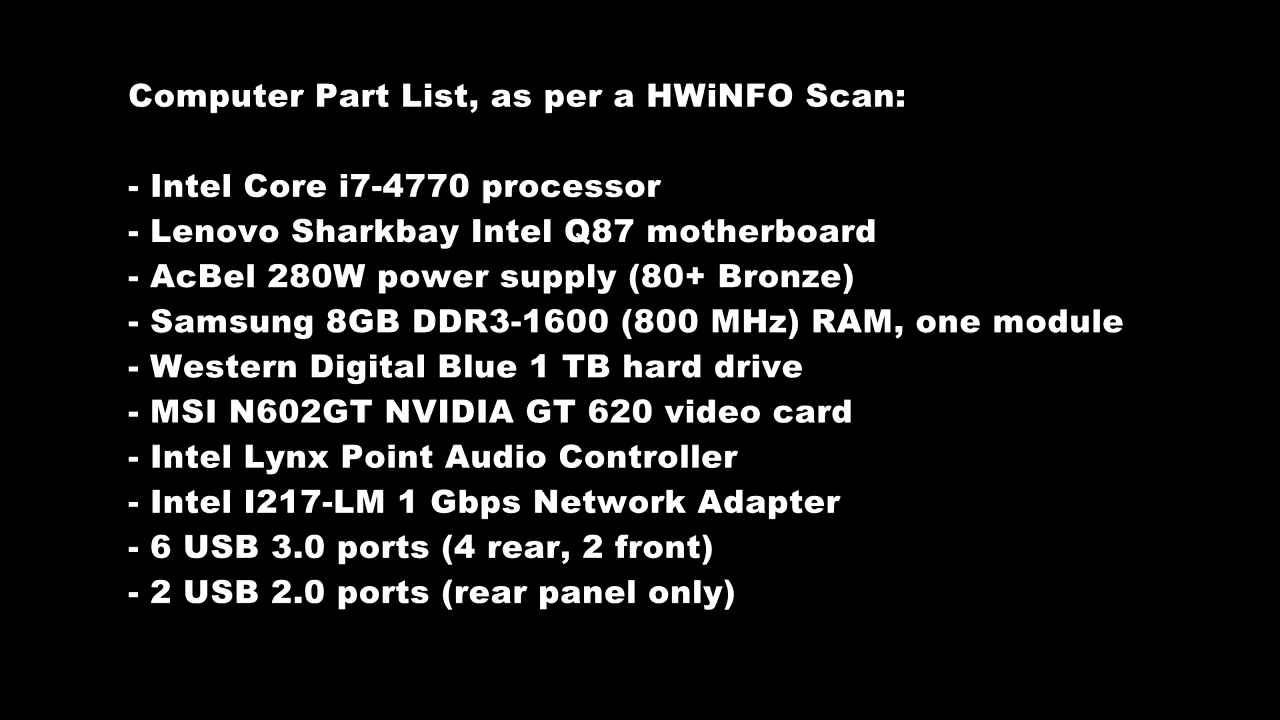 Computer Part List, as per a HWiNFO Scan:
- Intel Core i7-4770 processor
- Lenovo Sharkbay Intel Q87 motherboard
- AcBel 280W power supply (80+ Bronze)
- Samsung 8GB DDR3-1600 (800 MHz) RAM, one module
- Western Digital Blue 1 TB hard drive
- MSI N602GT NVIDIA GT 620 video card
- Intel Lynx Point Audio Controller
- Intel I217-LM 1 Gbps Network Adapter
- 6 USB 3.0 ports (4 rear, 2 front)
- 2 USB 2.0 ports (rear panel only)